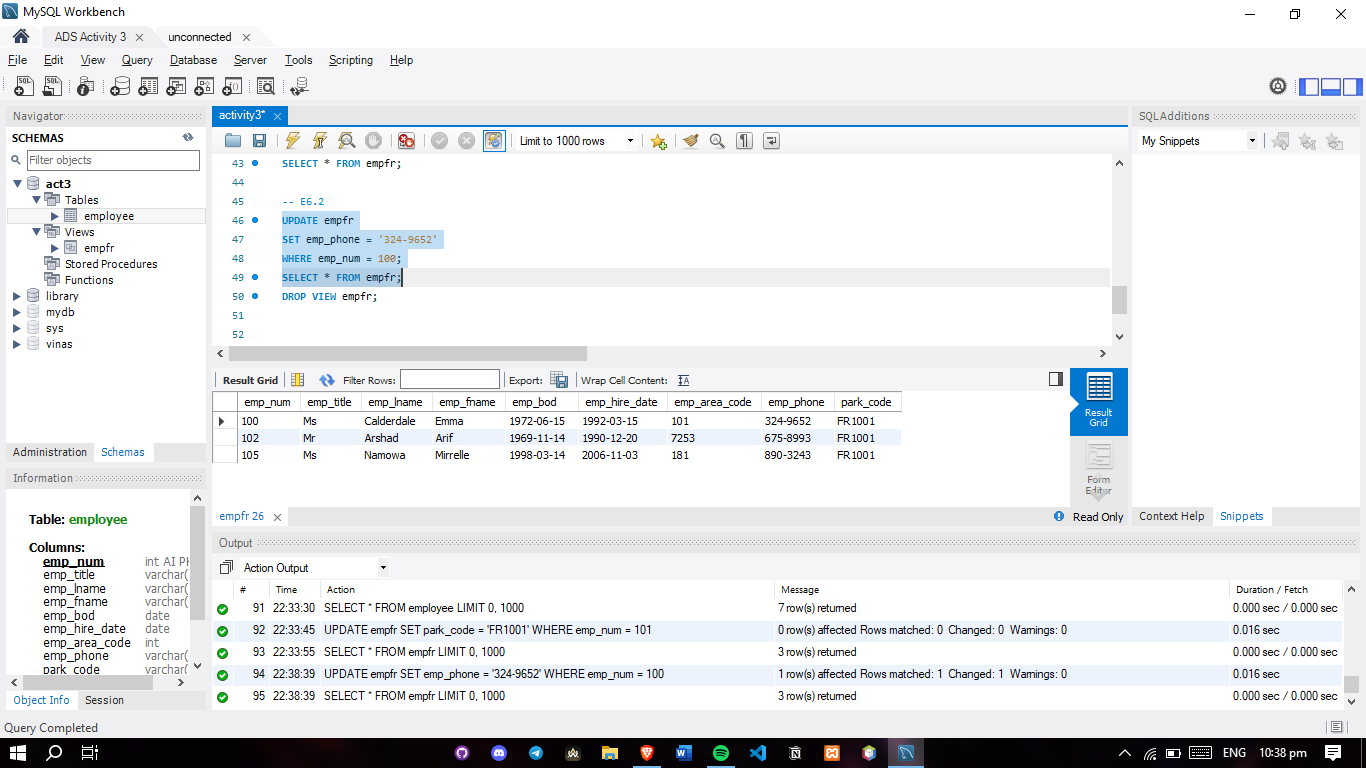 MySQL Workbench
ADS Activity 3
unconnected
File Edit View Query Database Server Tools Scripting Help
Navigator
SCHEMAS
Filter objects
act3
Tables
employee
Views
empfr
Stored Procedures
Functions
library
mydb
sys
vinas
Administration Schemas
Information
Table: employee
Columns:
emp_num int AI PK
emp_title varchar(
emp_lname varchar(
emp_fname varchar(
emp_bod date
emp_hire_date date
emp_area_code int
emp_phone varchar(
park_code varchar(
Object Info Session
activity3*
Limit to 1000 rows
43 SELECT * FROM empfr;
44
45 -- E6.2
46 UPDATE empfr
47 SET emp_phone = '324-9652'
48 WHERE emp_num = 100;
49 SELECT * FROM empfr;
50 DROP VIEW empfr;
51
52
Result Grid Filter Rows: Export: Wrap Cell Content:
emp_num emp_title emp_lname emp_fname emp_bod emp_hire_date emp_area_code emp_phone park_code
100 Ms Calderdale Emma 1972-06-15 1992-03-15 101 324-9652 FR1001
102 Mr Arshad Arif 1969-11-14 1990-12-20 7253 675-8993 FR1001
105 Ms Namowa Mirrelle 1998-03-14 2006-11-03 181 890-3243 FR1001
Result
Grid
Form
Editor
empfr 26
Read Only
Output
Action Output
# Time Action Message Duration / Fetch
91 22:33:30 SELECT * FROM employee LIMIT 0, 1000 7 row(s) returned 0.000 sec / 0.000 sec
92 22:33:45 UPDATE empfr SET park_code = 'FR1001' WHERE emp_num = 101 0 row(s) affected Rows matched: 0 Changed: 0 Warnings: 0 0.016 sec
93 22:33:55 SELECT * FROM empfr LIMIT 0, 1000 3 row(s) returned 0.000 sec / 0.000 sec
94 22:38:39 UPDATE empfr SET emp_phone = '324-9652' WHERE emp_num = 100 1 row(s) affected Rows matched: 1 Changed: 1 Warnings: 0 0.016 sec
95 22:38:39 SELECT * FROM empfr LIMIT 0, 1000 3 row(s) returned 0.000 sec / 0.000 sec
SQLAdditions
My Snippets
Context Help Snippets
Query Completed
ENG 10:38 pm